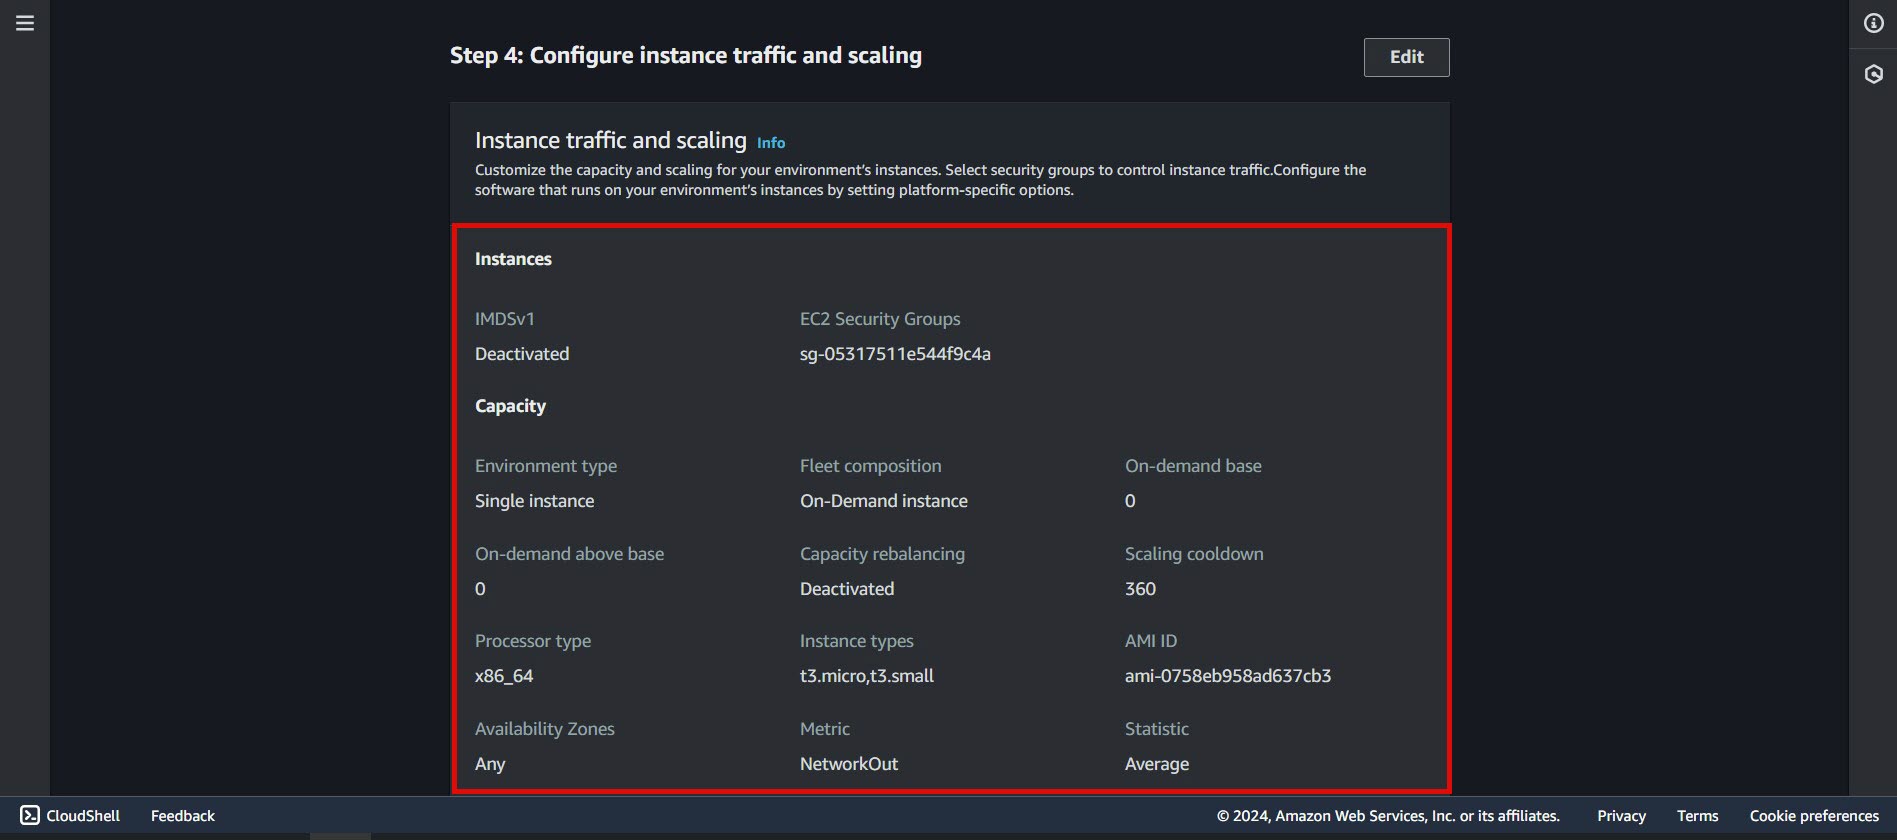 Step 4: Configure instance traffic and scaling
Edit
Instance traffic and scaling Info
Customize the capacity and scaling for your environment's instances. Select security groups to control instance traffic.Configure the
software that runs on your environment's instances by setting platform-specific options.
Instances
IMDSv1 EC2 Security Groups
Deactivated sg-05317511e544f9c4a
Capacity
Environment type Fleet composition On-demand base
Single instance On-Demand instance 0
On-demand above base Capacity rebalancing Scaling cooldown
0 Deactivated 360
Processor type Instance types AMI ID
x86_64 t3.micro,t3.small ami-0758eb958ad637cb3
Availability Zones Metric Statistic
Any NetworkOut Average
CloudShell Feedback © 2024, Amazon Web Services, Inc. or its affiliates. Privacy Terms Cookie preferences